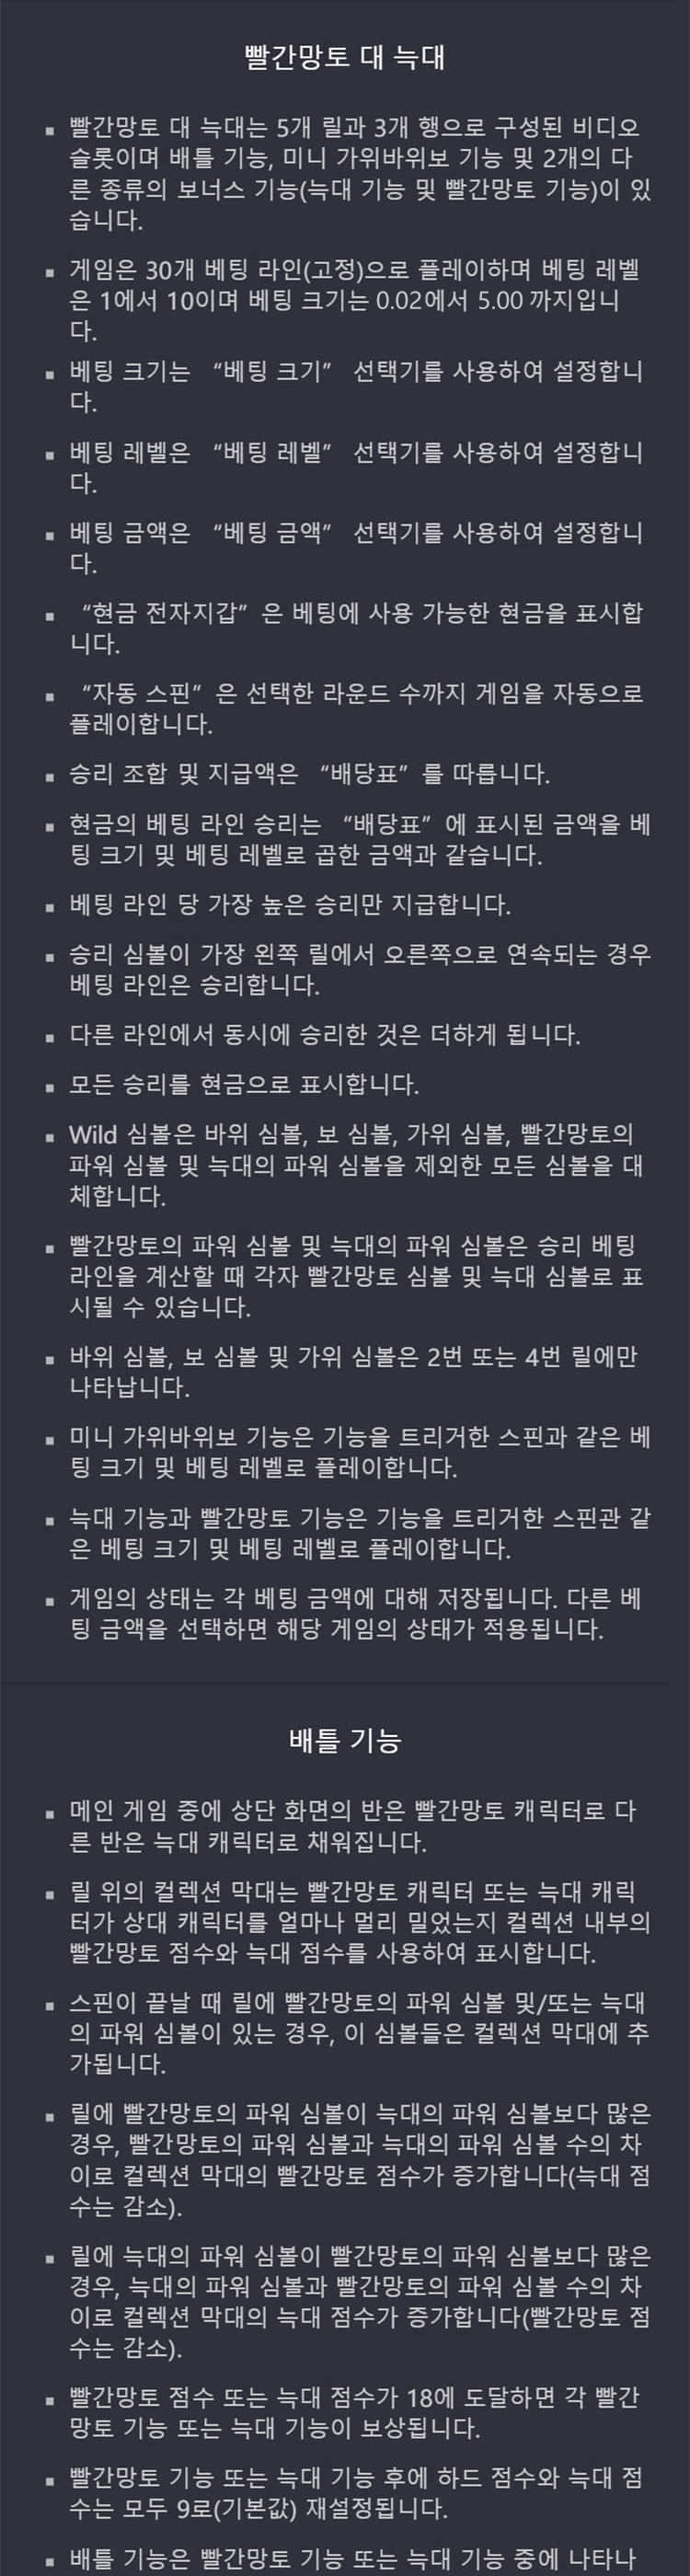 빨간망토 대 늑대
▪ 빨간망토 대 늑대는 5개 릴과 3개 행으로 구성된 비디오
슬롯이며 배틀 기능, 미니 가위바위보 기능 및 2개의 다
른 종류의 보너스 기능(늑대 기능 및 빨간망토 기능)이 있
습니다.
▪ 게임은 30개 베팅 라인(고정)으로 플레이하며 베팅 레벨
은 1에서 10이며 베팅 크기는 0.02에서 5.00 까지입니
다.
▪ 베팅 크기는 “베팅 크기” 선택기를 사용하여 설정합니
다.
▪ 베팅 레벨은 “베팅 레벨” 선택기를 사용하여 설정합니
다.
▪ 베팅 금액은 “베팅 금액” 선택기를 사용하여 설정합니
다.
▪ “현금 전자지갑” 은 베팅에 사용 가능한 현금을 표시합
니다.
▪ “자동 스핀” 은 선택한 라운드 수까지 게임을 자동으로
플레이합니다.
▪ 승리 조합 및 지급액은 “배당표” 를 따릅니다.
▪ 현금의 베팅 라인 승리는 “배당표” 에 표시된 금액을 베
팅 크기 및 베팅 레벨로 곱한 금액과 같습니다.
▪ 베팅 라인 당 가장 높은 승리만 지급합니다.
▪ 승리 심볼이 가장 왼쪽 릴에서 오른쪽으로 연속되는 경우
베팅 라인은 승리합니다.
▪ 다른 라인에서 동시에 승리한 것은 더하게 됩니다.
▪ 모든 승리를 현금으로 표시합니다.
▪ Wild 심볼은 바위 심볼, 보 심볼, 가위 심볼, 빨간망토의
파워 심볼 및 늑대의 파워 심볼을 제외한 모든 심볼을 대
체합니다.
▪ 빨간망토의 파워 심볼 및 늑대의 파워 심볼은 승리 베팅
라인을 계산할 때 각자 빨간망토 심볼 및 늑대 심볼로 표
시될 수 있습니다.
▪ 바위 심볼, 보 심볼 및 가위 심볼은 2번 또는 4번 릴에만
나타납니다.
▪ 미니 가위바위보 기능은 기능을 트리거한 스핀과 같은 베
팅 크기 및 베팅 레벨로 플레이합니다.
▪ 늑대 기능과 빨간망토 기능은 기능을 트리거한 스핀관 같
은 베팅 크기 및 베팅 레벨로 플레이합니다.
▪ 게임의 상태는 각 베팅 금액에 대해 저장됩니다. 다른 베
팅 금액을 선택하면 해당 게임의 상태가 적용됩니다.
배틀 기능
▪ 메인 게임 중에 상단 화면의 반은 빨간망토 캐릭터로 다
른 반은 늑대 캐릭터로 채워집니다.
▪ 릴 위의 컬렉션 막대는 빨간망토 캐릭터 또는 늑대 캐릭
터가 상대 캐릭터를 얼마나 멀리 밀었는지 컬렉션 내부의
빨간망토 점수와 늑대 점수를 사용하여 표시합니다.
▪ 스핀이 끝날 때 릴에 빨간망토의 파워 심볼 및/또는 늑대
의 파워 심볼이 있는 경우, 이 심볼들은 컬렉션 막대에 추
가됩니다.
▪ 릴에 빨간망토의 파워 심볼이 늑대의 파워 심볼보다 많은
경우, 빨간망토의 파워 심볼과 늑대의 파워 심볼 수의 차
이로 컬렉션 막대의 빨간망토 점수가 증가합니다(늑대 점
수는 감소).
▪ 릴에 늑대의 파워 심볼이 빨간망토의 파워 심볼보다 많은
경우, 늑대의 파워 심볼과 빨간망토의 파워 심볼 수의 차
이로 컬렉션 막대의 늑대 점수가 증가합니다(빨간망토 점
수는 감소).
▪ 빨간망토 점수 또는 늑대 점수가 18에 도달하면 각 빨간
망토 기능 또는 늑대 기능이 보상됩니다.
▪ 빨간망토 기능 또는 늑대 기능 후에 하드 점수와 늑대 점
수는 모두 9로(기본값) 재설정됩니다.
▪ 배틀 기능은 빨간망토 기능 또는 늑대 기능 중에 나타나